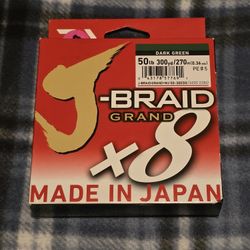 DARK GREEN
50lb 300yd/270m(0.36mm)
PE #5
J-BRAID
GRAND
x8
MADE IN JAPAN